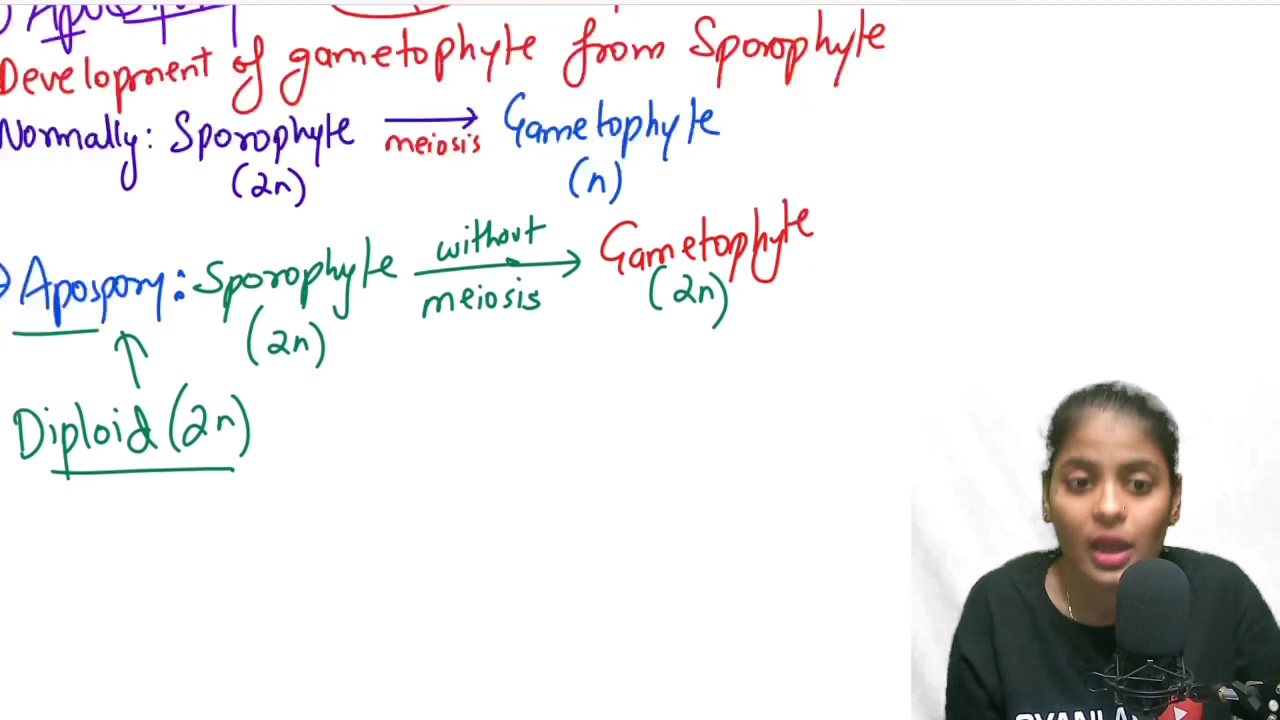 Development of gametophyte from Sporophyte
Normally: Sporophyte meiosis → Gametophyte
(2n) (n)
Apospory: Sporophyte without meiosis → Gametophyte
(2n) (2n)
↑
Diploid (2n)